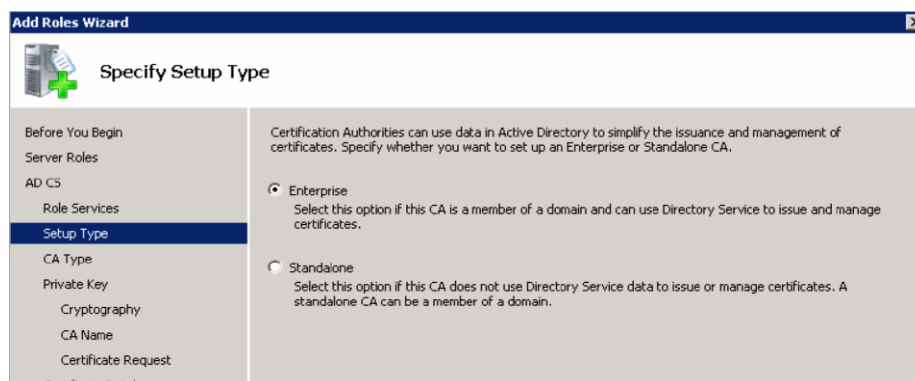 Add Roles Wizard
Specify Setup Type
Before You Begin
Server Roles
AD CS
Role Services
Setup Type
CA Type
Private Key
Cryptography
CA Name
Certificate Request
Certification Authorities can use data in Active Directory to simplify the issuance and management of
certificates. Specify whether you want to set up an Enterprise or Standalone CA.
Enterprise
Select this option if this CA is a member of a domain and can use Directory Service to issue and manage
certificates.
Standalone
Select this option if this CA does not use Directory Service data to issue or manage certificates. A
standalone CA can be a member of a domain.